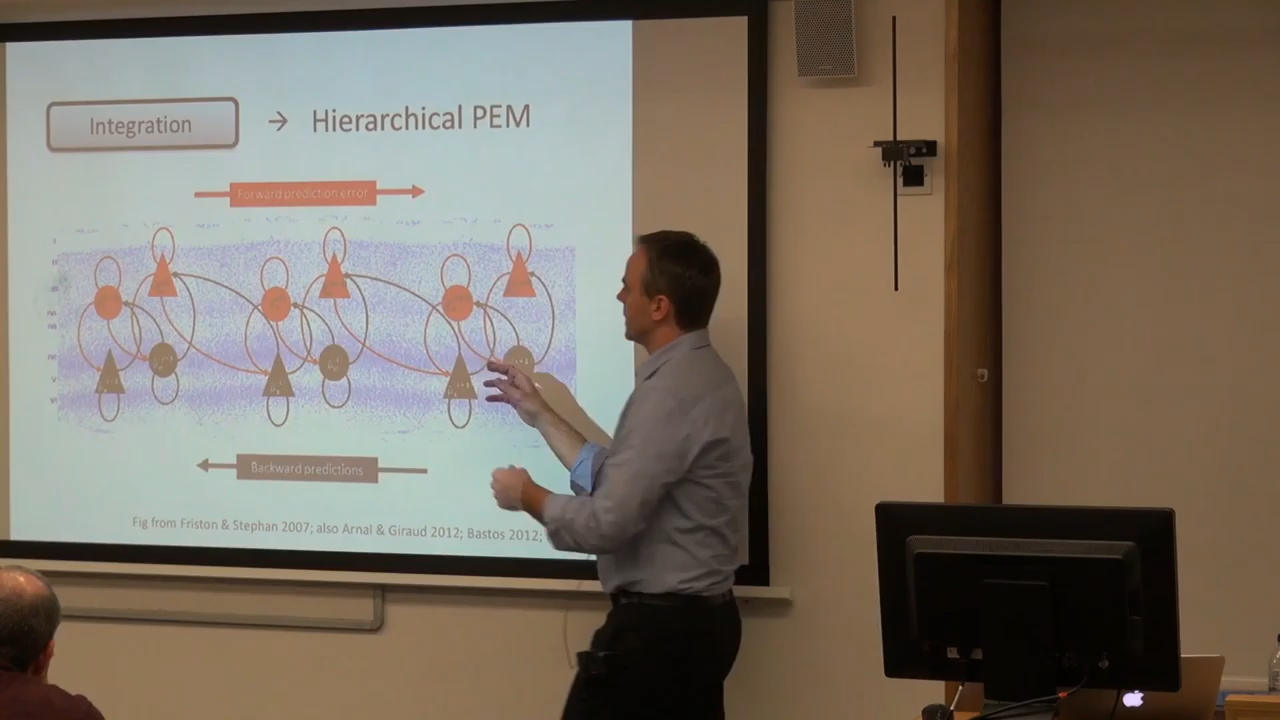 Integration
→ Hierarchical PEM
Forward prediction error
Backward predictions
Fig from Friston & Stephan 2007; also Arnal & Giraud 2012; Bastos 2012;